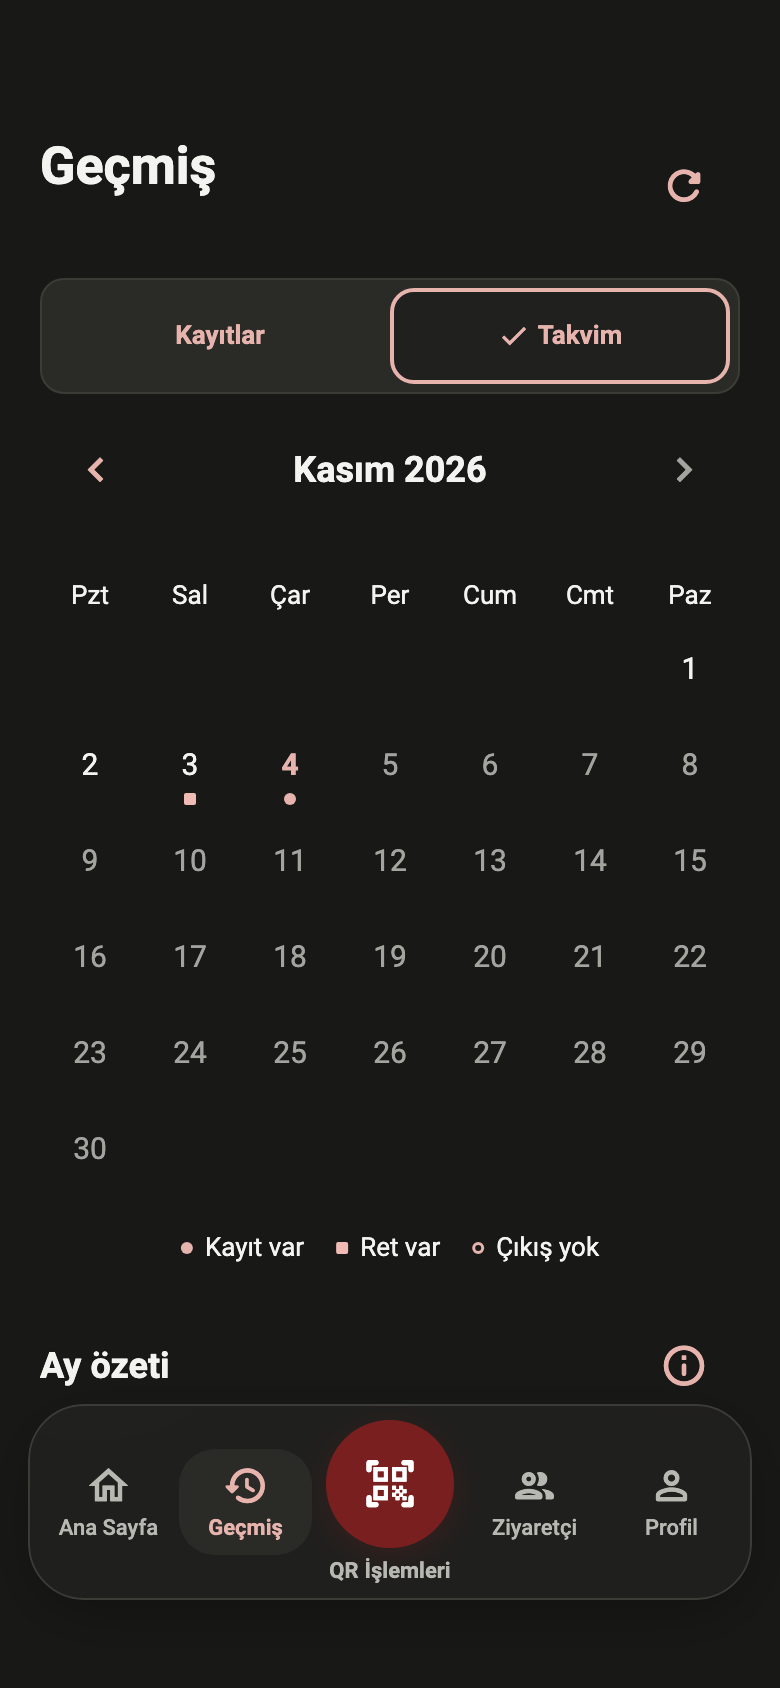 Geçmiş
Kayıtlar
Takvim
Kasım 2026
Pzt Sal Çar Per Cum Cmt Paz
1
2 3 4 5 6 7 8
9 10 11 12 13 14 15
16 17 18 19 20 21 22
23 24 25 26 27 28 29
30
Kayıt var Ret var Çıkış yok
Ay özeti
Ana Sayfa Geçmiş QR İşlemleri Ziyaretçi Profil